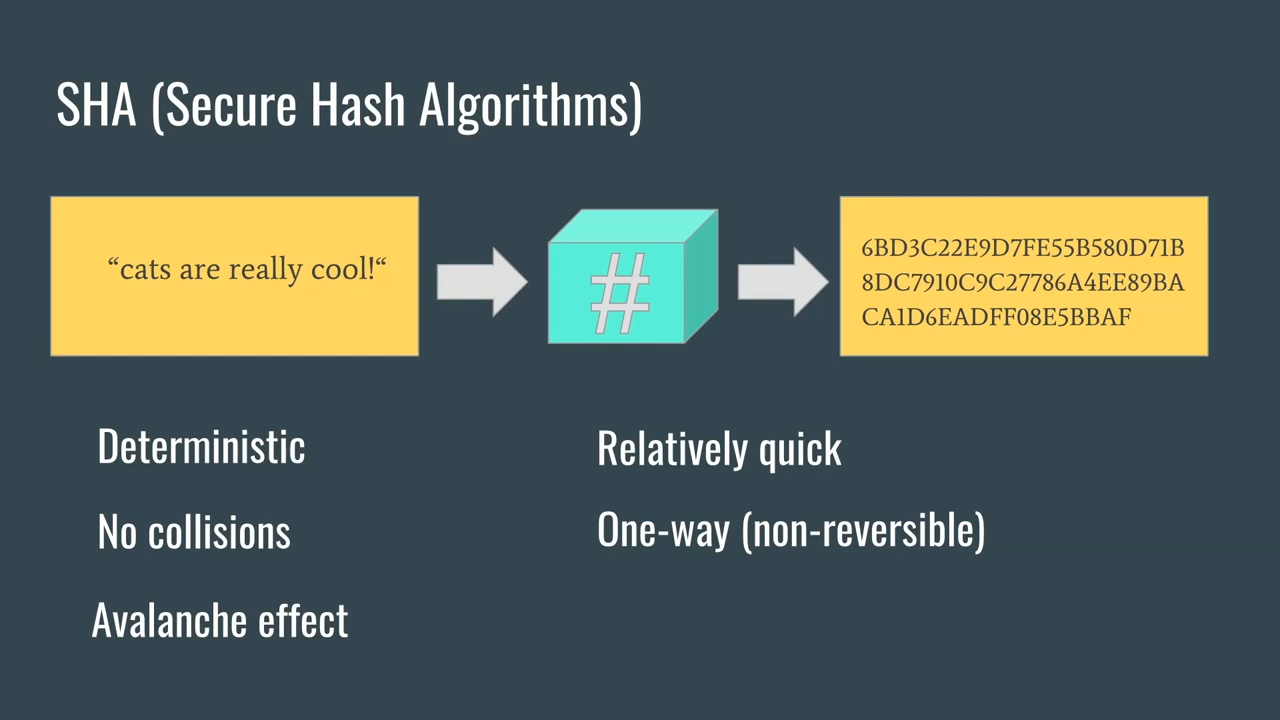 SHA (Secure Hash Algorithms)
“cats are really cool!“
#
6BD3C22E9D7FE55B580D71B
8DC7910C9C27786A4EE89BA
CA1D6EADFF08E5BBAF
Deterministic
Relatively quick
No collisions
One-way (non-reversible)
Avalanche effect